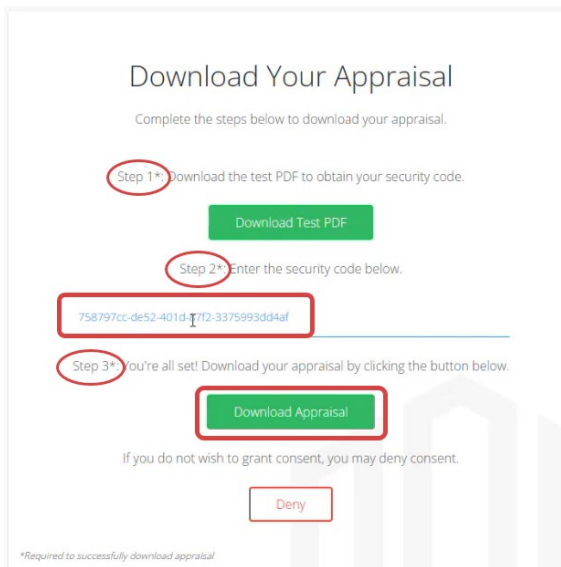 Download Your Appraisal
Complete the steps below to download your appraisal.
Step 1*: Download the test PDF to obtain your security code.
Download Test PDF
Step 2*: Enter the security code below.
758797cc-de52-401d-87f2-3375993dd4af
Step 3*: You're all set! Download your appraisal by clicking the button below.
Download Appraisal
If you do not wish to grant consent, you may deny consent.
Deny
*Required to successfully download appraisal